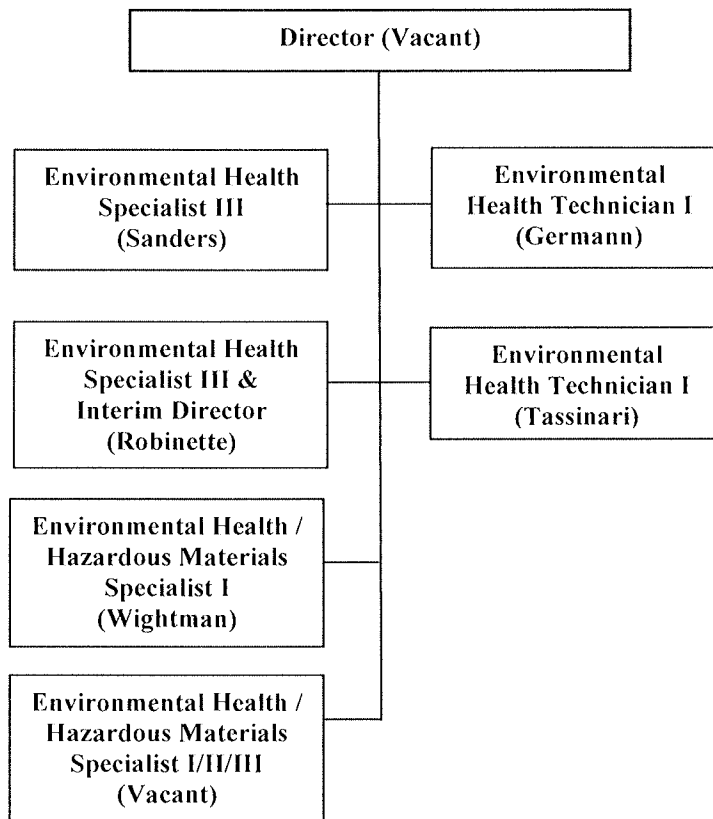 Director (Vacant)
Environmental Health
Specialist III
(Sanders)
Environmental
Health Technician I
(Germann)
Environmental Health
Specialist III &
Interim Director
(Robinette)
Environmental
Health Technician I
(Tassinari)
Environmental Health /
Hazardous Materials
Specialist I
(Wightman)
Environmental Health /
Hazardous Materials
Specialist I/II/III
(Vacant)